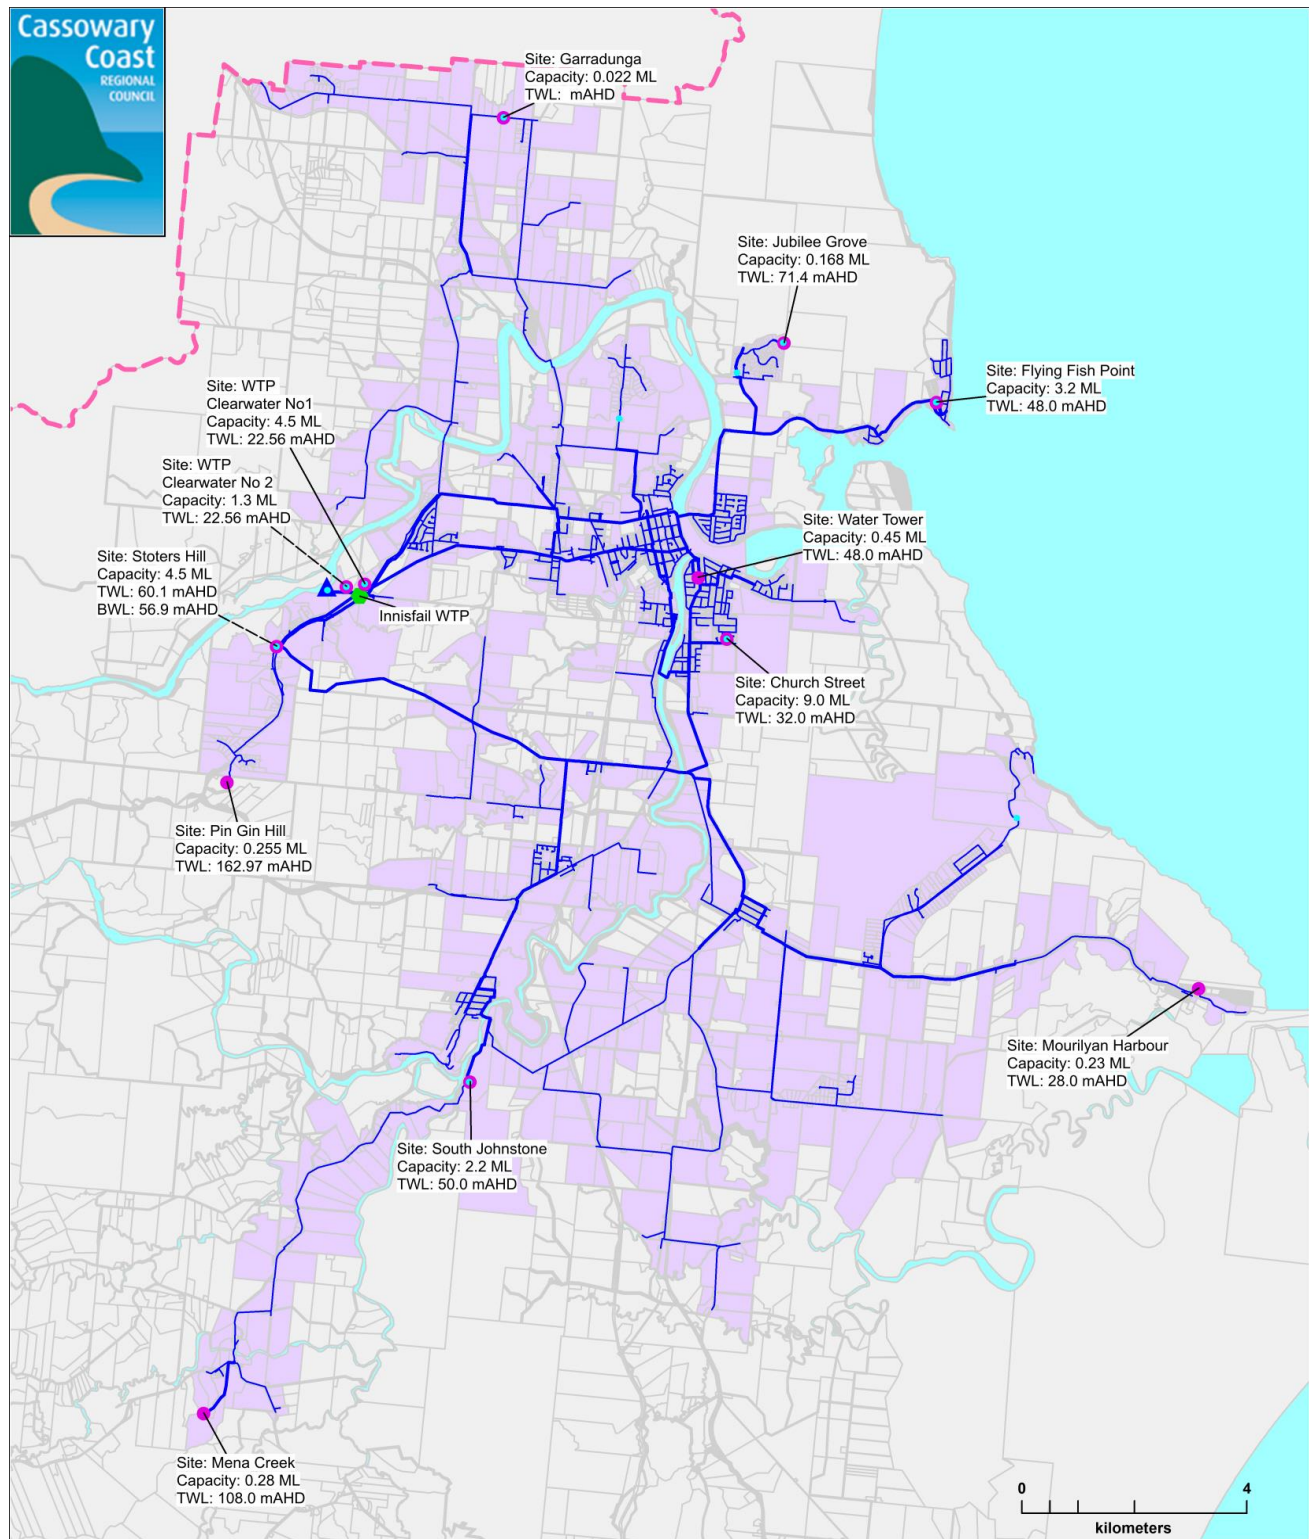 Cassowary
Coast
REGIONAL
COUNCIL
Site: Garradunga
Capacity: 0.022 ML
TWL:  mAHD
Site: Jubilee Grove
Capacity: 0.168 ML
TWL: 71.4 mAHD
Site: Flying Fish Point
Capacity: 3.2 ML
TWL: 48.0 mAHD
Site: WTP
Clearwater No1
Capacity: 4.5 ML
TWL: 22.56 mAHD
Site: WTP
Clearwater No 2
Capacity: 1.3 ML
TWL: 22.56 mAHD
Site: Water Tower
Capacity: 0.45 ML
TWL: 48.0 mAHD
Site: Stoters Hill
Capacity: 4.5 ML
TWL: 60.1 mAHD
BWL: 56.9 mAHD
Innisfail WTP
Site: Church Street
Capacity: 9.0 ML
TWL: 32.0 mAHD
Site: Pin Gin Hill
Capacity: 0.255 ML
TWL: 162.97 mAHD
Site: Mourilyan Harbour
Capacity: 0.23 ML
TWL: 28.0 mAHD
Site: South Johnstone
Capacity: 2.2 ML
TWL: 50.0 mAHD
Site: Mena Creek
Capacity: 0.28 ML
TWL: 108.0 mAHD
0 4
kilometers